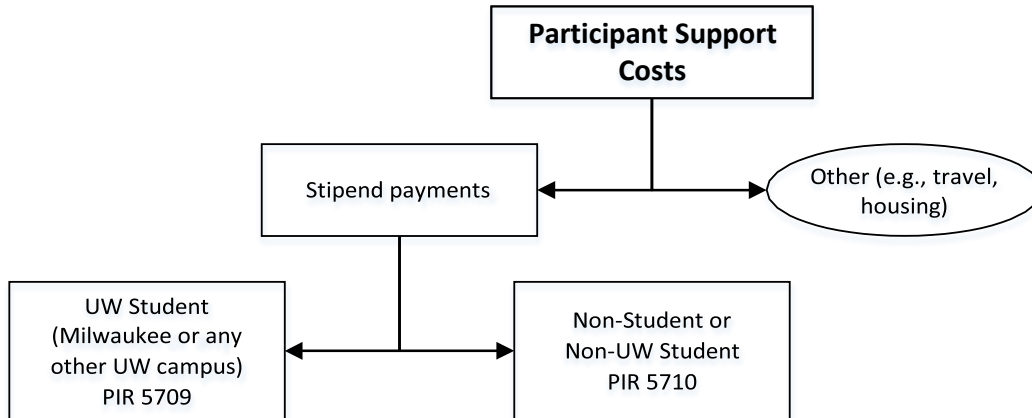 Participant Support
Costs
Stipend payments
Other (e.g., travel,
housing)
UW Student
(Milwaukee or any
other UW campus)
PIR 5709
Non-Student or
Non-UW Student
PIR 5710